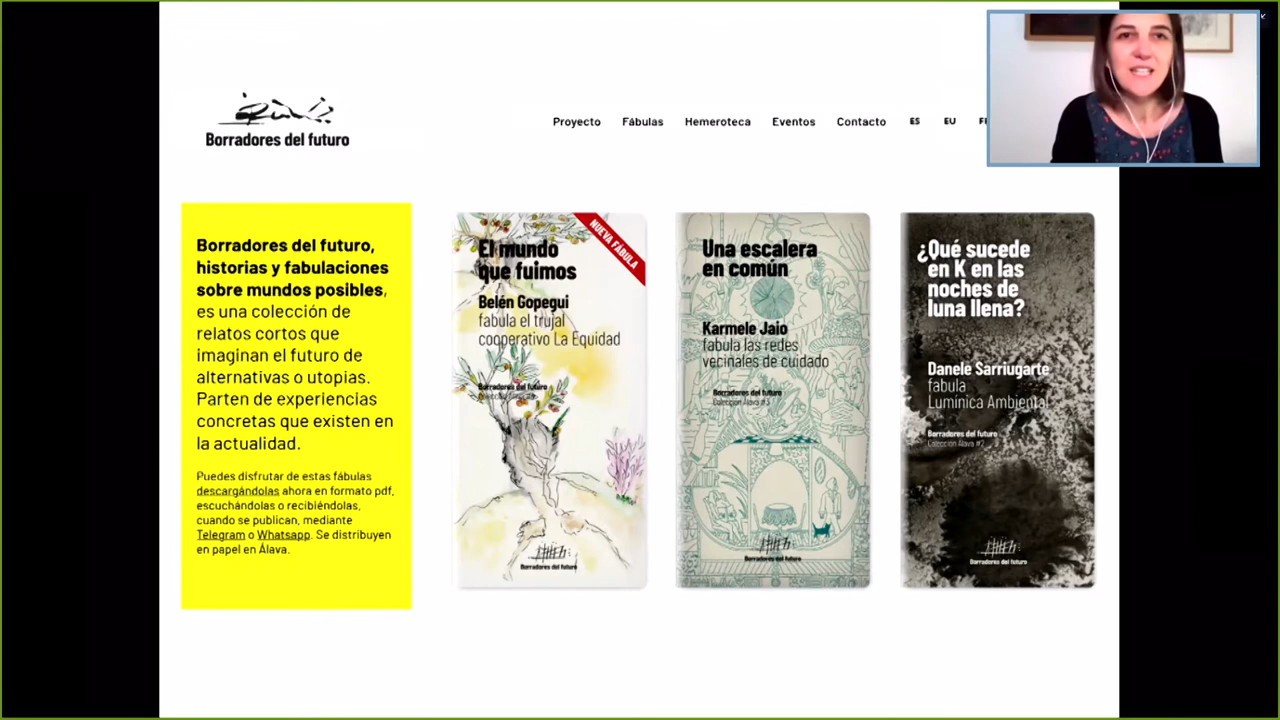 Borradores del futuro
Proyecto Fábulas Hemeroteca Eventos Contacto ES EU
Borradores del futuro,
historias y fabulaciones
sobre mundos posibles,
es una colección de
relatos cortos que
imaginan el futuro de
alternativas o utopias.
Parten de experiencias
concretas que existen en
la actualidad.
Puedes disfrutar de estas fábulas
descargándolas ahora en formato pdf,
escuchándolas o recibiéndolas,
cuando se publican, mediante
Telegram o Whatsapp. Se distribuyen
en papel en Álava.
NUEVA FÁBULA
El mundo
que fuimos
Belén Gopegui
fabula el trujal
cooperativo La Equidad
Borradores del futuro
Borradores del futuro
Una escalera
en común
Karmele Jaio
fabula las redes
vecinales de cuidado
Borradores del futuro
Colección Álava #3
Borradores del futuro
¿Qué sucede
en K en las
noches de
luna llena?
Danele Sarriugarte
fabula
Lumínica Ambiental
Borradores del futuro
Colección Álava #2
Borradores del futuro